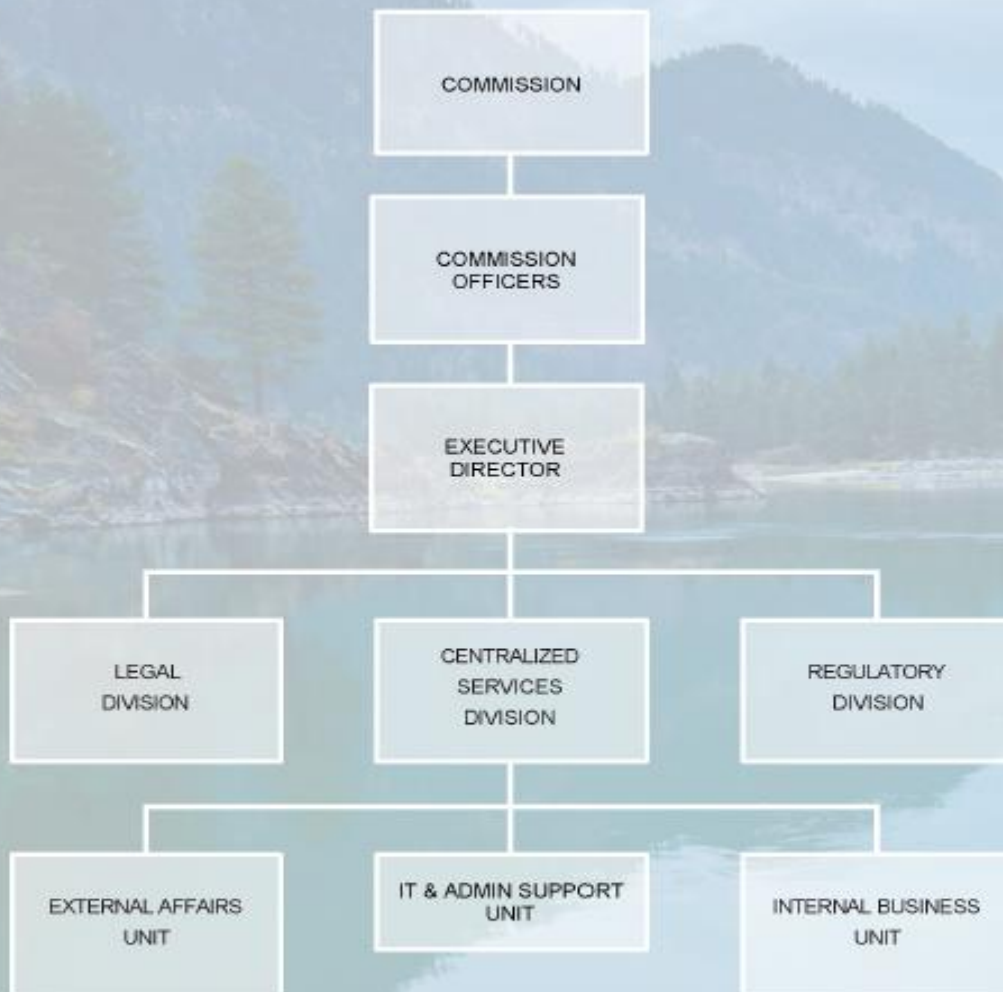 COMMISSION
COMMISSION
OFFICERS
EXECUTIVE
DIRECTOR
LEGAL
DIVISION
CENTRALIZED
SERVICES
DIVISION
REGULATORY
DIVISION
EXTERNAL AFFAIRS
UNIT
IT & ADMIN SUPPORT
UNIT
INTERNAL BUSINESS
UNIT